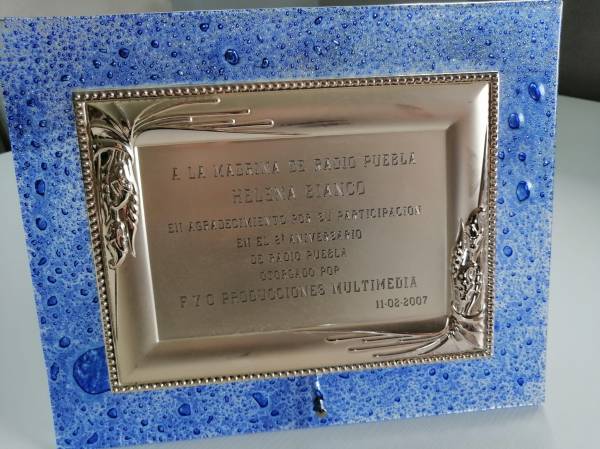 A LA MADRINA DE RADIO PUEBLA
HELENA BIANCO
EN AGRADECIMIENTO POR SU PARTICIPACION
EN EL 8º ANIVERSARIO
DE RADIO PUEBLA
OTORGADO POR
F Y C PRODUCCIONES MULTIMEDIA
11-02-2007